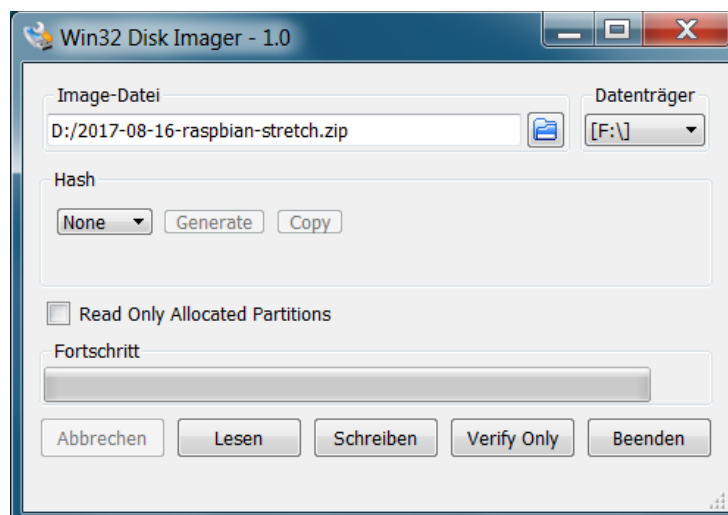 Win32 Disk Imager - 1.0
Image-Datei
Datenträger
D:/2017-08-16-raspbian-stretch.zip
[F:\]
Hash
None Generate Copy
Read Only Allocated Partitions
Fortschritt
Abbrechen Lesen Schreiben Verify Only Beenden